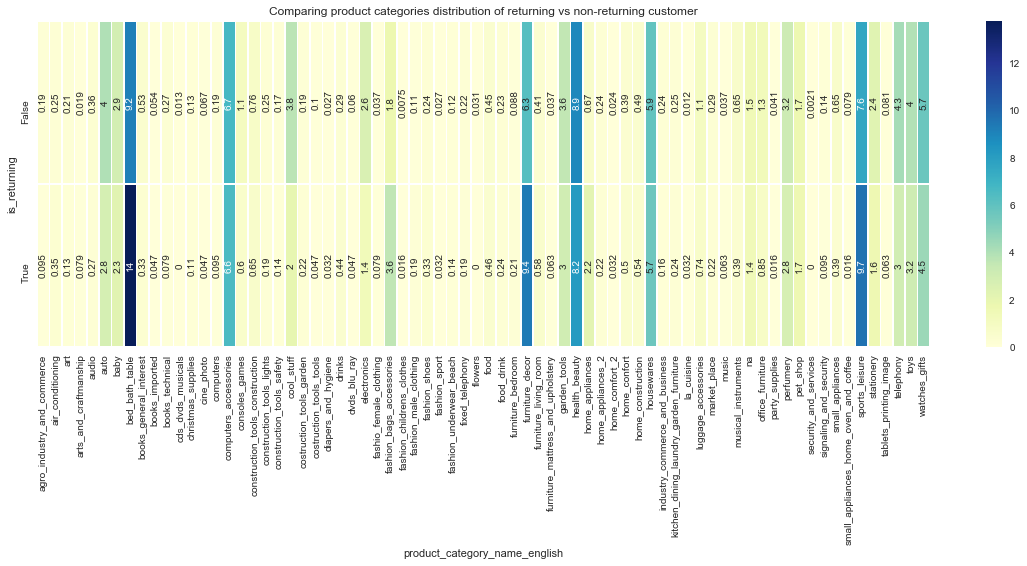 Comparing product categories distribution of returning vs non-returning customer
is_returning
False
0.19 0.25 0.21 0.019 0.36 4 2.9 9.2 0.53 0.054 0.27 0.013 0.13 0.067 0.19 6.7 1.1 0.76 0.25 0.17 3.8 0.19 0.1 0.027 0.29 0.06 2.6 0.037 1.8 0.0075 0.11 0.24 0.027 0.12 0.22 0.031 0.45 0.23 0.088 6.3 0.41 0.037 3.6 8.9 0.67 0.24 0.024 0.39 0.49 5.9 0.24 0.25 0.012 1.1 0.29 0.037 0.65 1.5 1.3 0.041 3.2 1.7 0.0021 0.14 0.65 0.079 7.6 2.4 0.081 4.3 4 5.7
True
0.095 0.35 0.13 0.079 0.27 2.8 2.3 14 0.33 0.047 0.079 0 0.11 0.047 0.095 6.6 0.6 0.65 0.19 0.14 2 0.22 0.047 0.032 0.44 0.047 1.4 0.079 3.6 0.016 0.19 0.33 0.032 0.14 0.19 0 0.46 0.24 0.21 9.4 0.58 0.063 3 8.2 2.2 0.22 0.032 0.5 0.54 5.7 0.16 0.24 0.032 0.74 0.22 0.063 0.39 1.4 0.85 0.016 2.8 1.7 0 0.095 0.39 0.016 9.7 1.6 0.063 3 3.2 4.5
agro_industry_and_commerce
air_conditioning
art
arts_and_craftmanship
audio
auto
baby
bed_bath_table
books_general_interest
books_imported
books_technical
cds_dvds_musicals
christmas_supplies
cine_photo
computers
computers_accessories
consoles_games
construction_tools_construction
construction_tools_lights
construction_tools_safety
cool_stuff
costruction_tools_garden
costruction_tools_tools
diapers_and_hygiene
drinks
dvds_blu_ray
electronics
fashio_female_clothing
fashion_bags_accessories
fashion_childrens_clothes
fashion_male_clothing
fashion_shoes
fashion_sport
fashion_underwear_beach
fixed_telephony
flowers
food
food_drink
furniture_bedroom
furniture_decor
furniture_living_room
furniture_mattress_and_upholstery
garden_tools
health_beauty
home_appliances
home_appliances_2
home_comfort_2
home_confort
home_construction
housewares
industry_commerce_and_business
kitchen_dining_laundry_garden_furniture
la_cuisine
luggage_accessories
market_place
music
musical_instruments
na
office_furniture
party_supplies
perfumery
pet_shop
security_and_services
signaling_and_security
small_appliances
small_appliances_home_oven_and_coffee
sports_leisure
stationery
tablets_printing_image
telephony
toys
watches_gifts
product_category_name_english
12
10
8
6
4
2
0